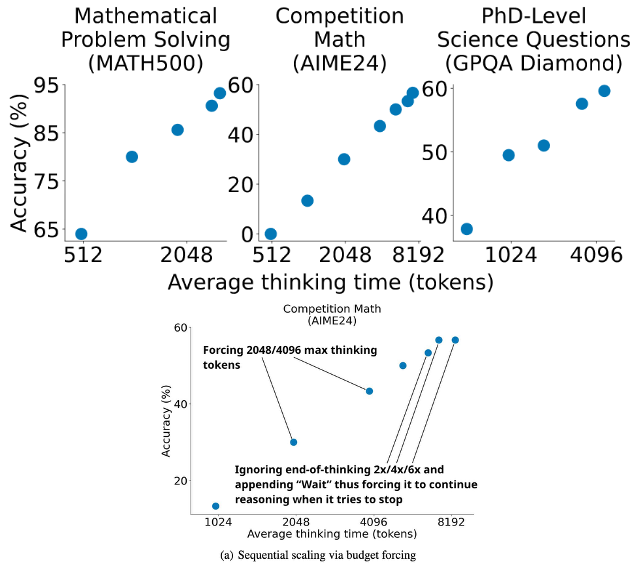 Mathematical
Problem Solving
(MATH500)
Competition
Math
(AIME24)
PhD-Level
Science Questions
(GPQA Diamond)
Accuracy (%)
95
85
75
65
512
2048
60
40
20
0
512
2048
8192
60
50
40
1024
4096
Average thinking time (tokens)
Competition Math
(AIME24)
Accuracy (%)
60
40
20
Forcing 2048/4096 max thinking
tokens
Ignoring end-of-thinking 2x/4x/6x and
appending “Wait” thus forcing it to continue
reasoning when it tries to stop
1024
2048
4096
8192
Average thinking time (tokens)
(a) Sequential scaling via budget forcing